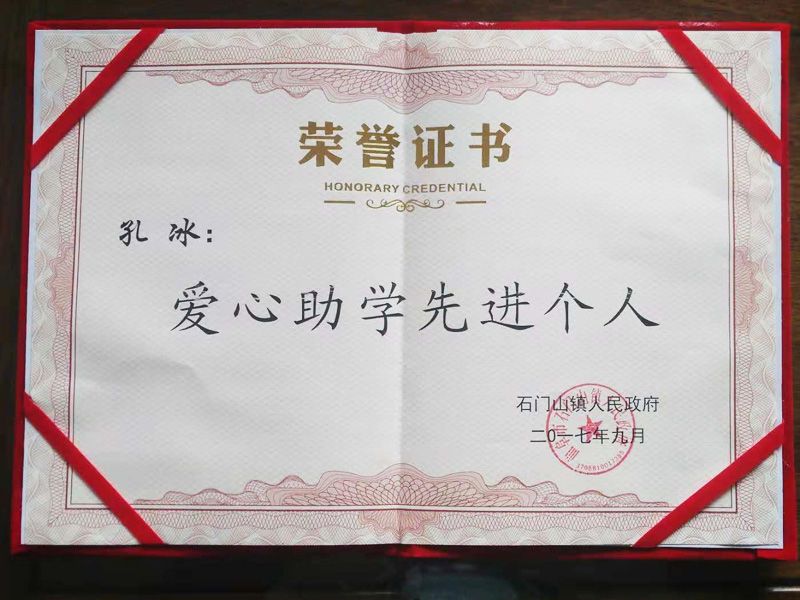 荣誉证书
HONORARY CREDENTIAL
孔 冰:
爱心助学先进个人
石门山镇人民政府
二〇一七年九月